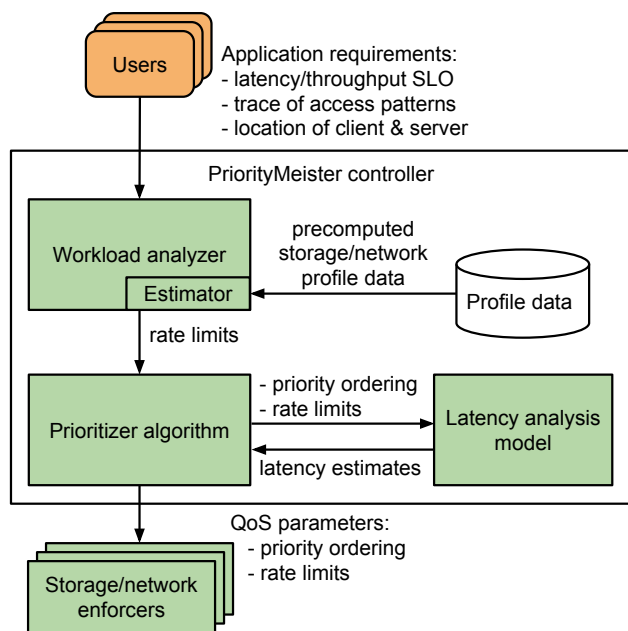 Users
Application requirements:
- latency/throughput SLO
- trace of access patterns
- location of client & server
PriorityMeister controller
Workload analyzer
Estimator
precomputed
storage/network
profile data
Profile data
rate limits
Prioritizer algorithm
- priority ordering
- rate limits
latency estimates
Latency analysis
model
QoS parameters:
- priority ordering
- rate limits
Storage/network
enforcers